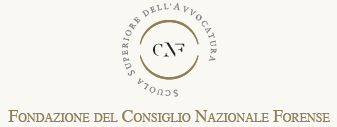 Scuola Superiore dell'Avvocatura
CNF
Fondazione del Consiglio Nazionale Forense